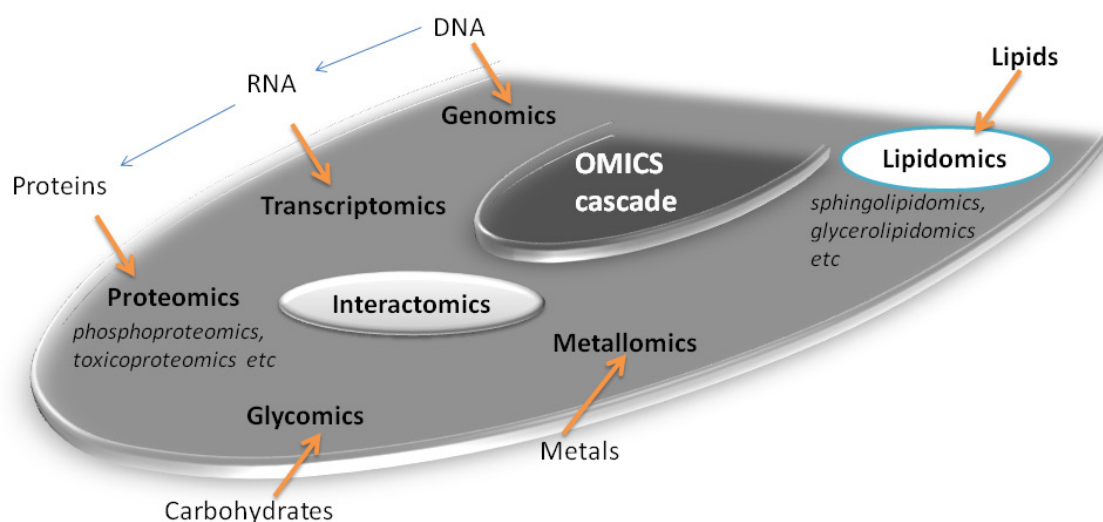 DNA
Lipids
RNA
Genomics
OMICS
cascade
Lipidomics
Proteins
Transcriptomics
sphingolipidomics,
glycerolipidomics
etc
Proteomics
Interactomics
phosphoproteomics,
toxicoproteomics etc
Metallomics
Glycomics
Metals
Carbohydrates